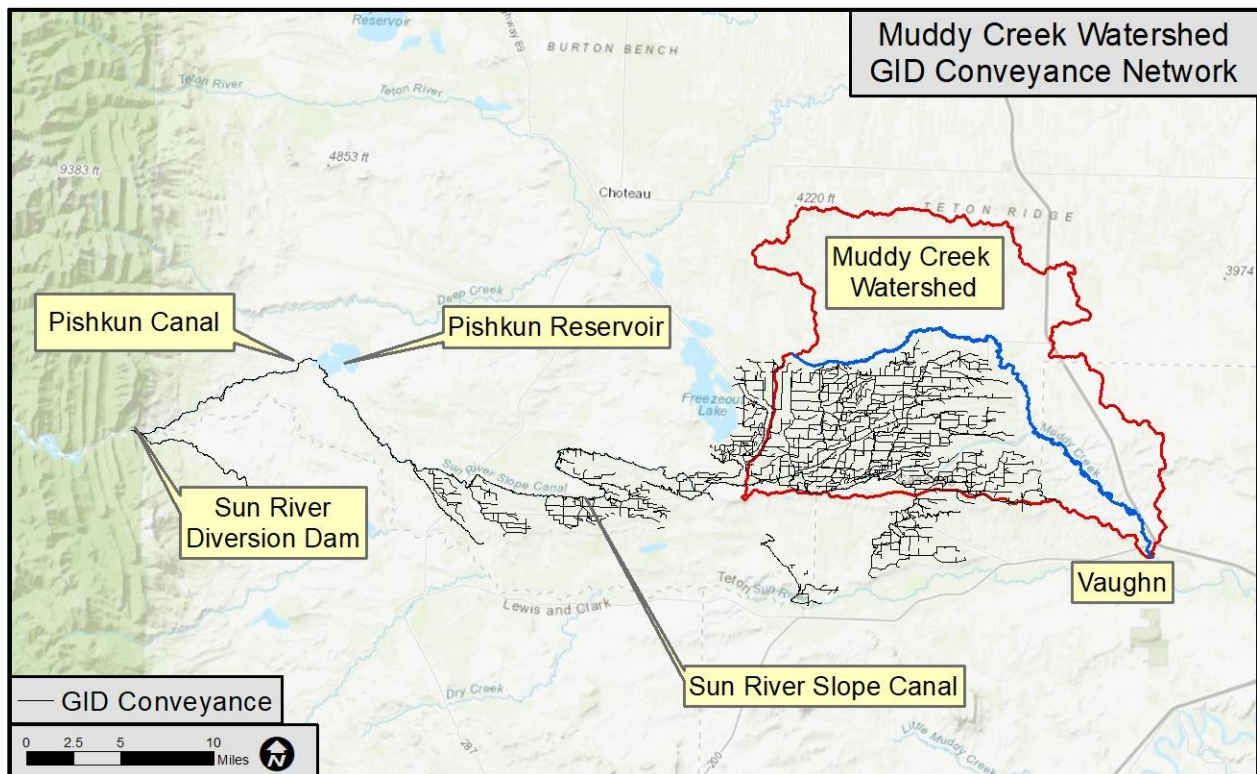 Muddy Creek Watershed
GID Conveyance Network
Reservoir
Highway 89
BURTON BENCH
Teton River
Teton River
9383 ft
4853 ft
Choteau
4220 ft
TETON RIDGE
Muddy Creek
Watershed
3974
Deep Creek
Pishkun Canal
Pishkun Reservoir
Freezeout
Lake
Muddy Creek
Sun River Slope Canal
Sun River
Diversion Dam
Vaughn
Teton
Sun River
Lewis and Clark
Sun River Slope Canal
Dry Creek
GID Conveyance
Little Muddy Creek
287
200
0 2.5 5 10
Miles
N